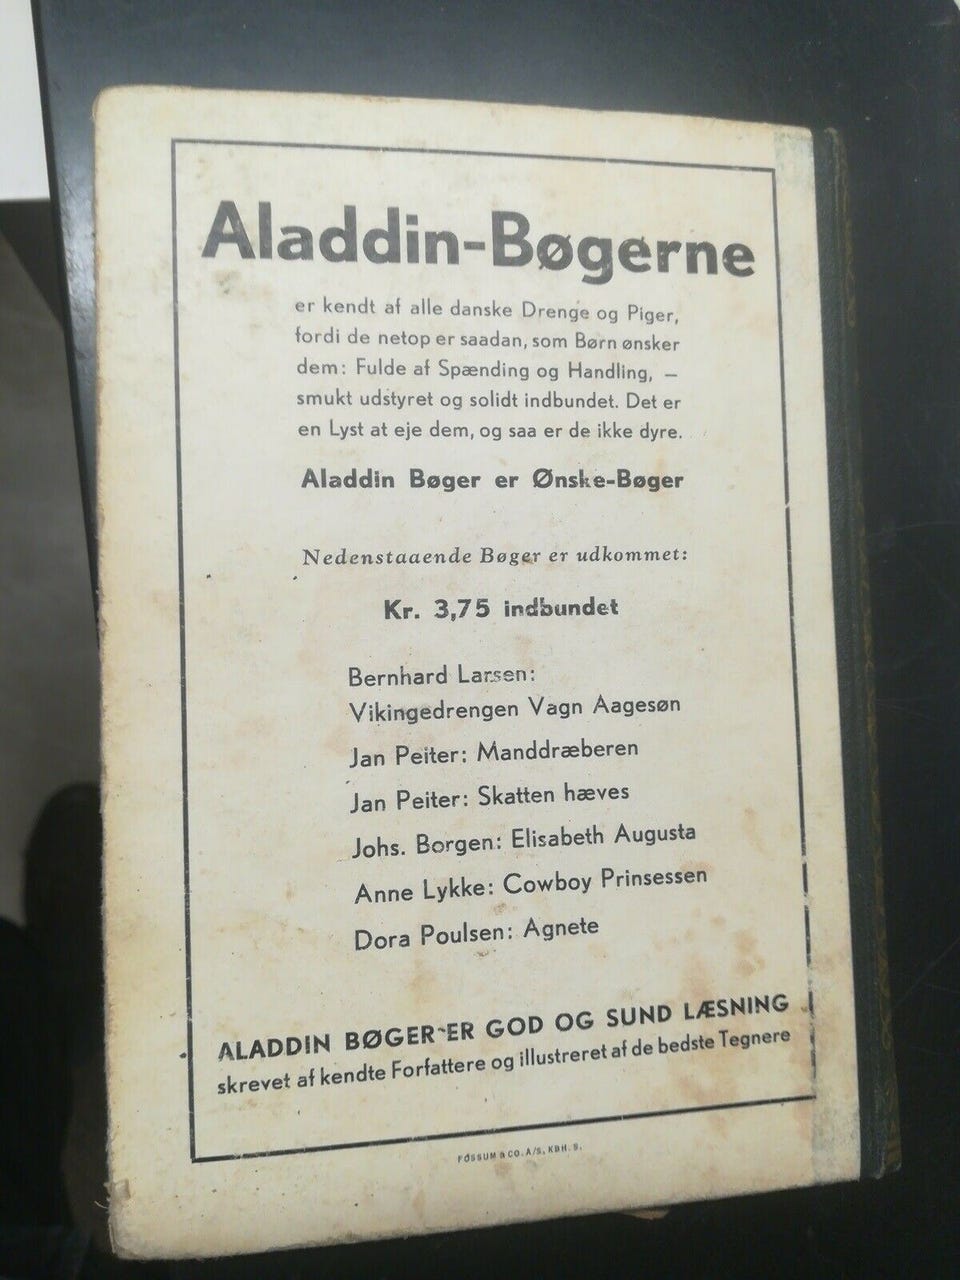 Aladdin-Bøgerne
er kendt af alle danske Drenge og Piger,
fordi de netop er saadan, som Børn ønsker
dem: Fulde af Spænding og Handling, —
smukt udstyret og solidt indbundet. Det er
en Lyst at eje dem, og saa er de ikke dyre.
Aladdin Bøger er Ønske-Bøger
Nedenstaaende Bøger er udkommet:
Kr. 3,75 indbundet
Bernhard Larsen:
Vikingedrengen Vagn Aagesøn
Jan Peiter: Manddræberen
Jan Peiter: Skatten hæves
Johs. Borgen: Elisabeth Augusta
Anne Lykke: Cowboy Prinsessen
Dora Poulsen: Agnete
ALADDIN BØGER ER GOD OG SUND LÆSNING
skrevet af kendte Forfattere og illustreret af de bedste Tegnere
FOSSUM & CO. A/S, KBH. S.